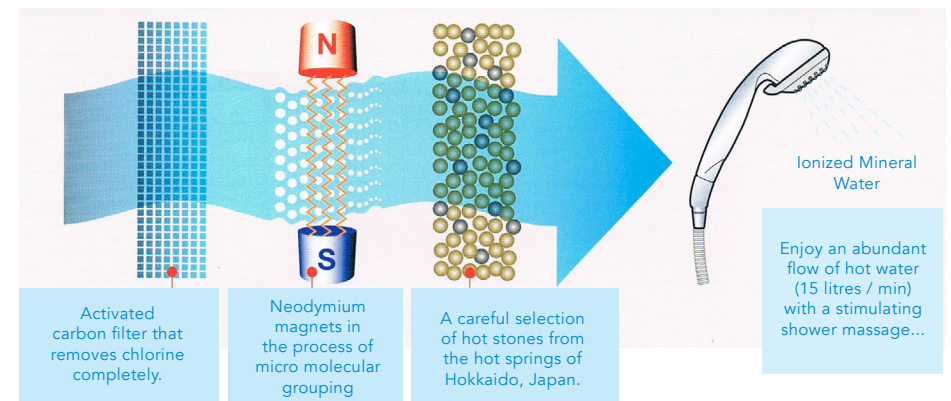 N
S
Activated
carbon filter that
removes chlorine
completely.
Neodymium
magnets in
the process of
micro molecular
grouping
A careful selection
of hot stones from
the hot springs of
Hokkaido, Japan.
Ionized Mineral
Water
Enjoy an abundant
flow of hot water
(15 litres / min)
with a stimulating
shower massage...